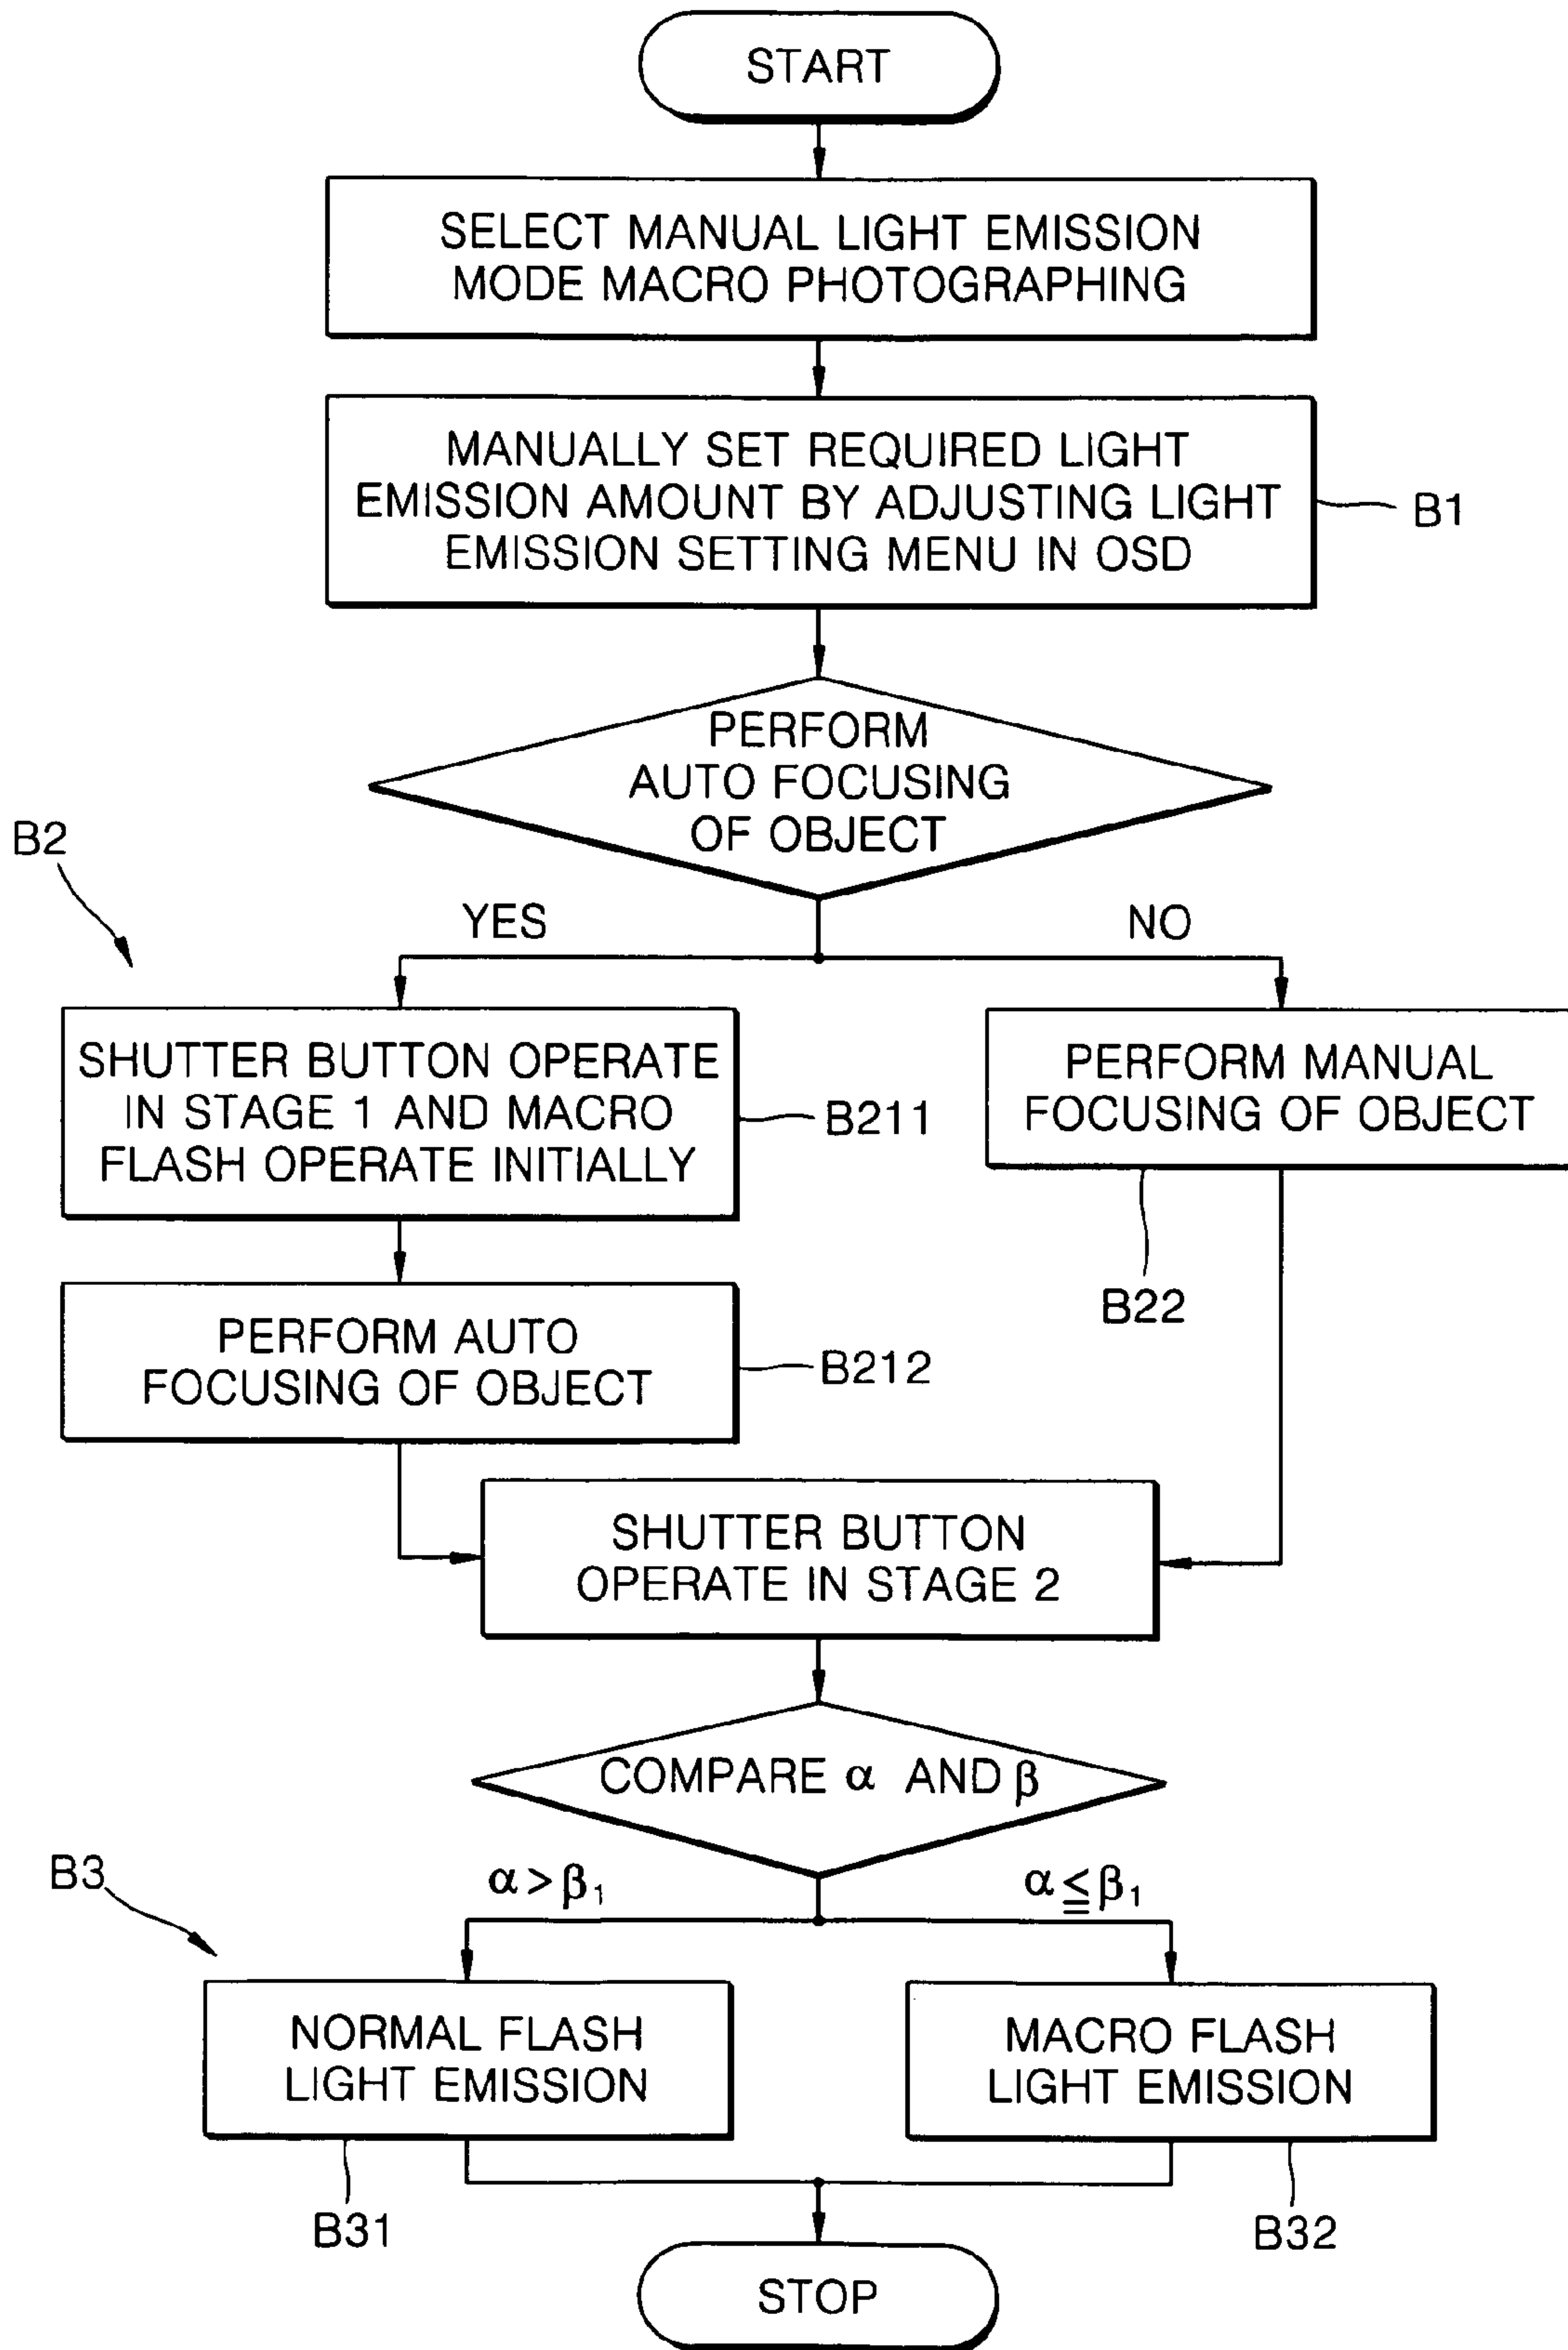 START
SELECT MANUAL LIGHT EMISSION
MODE MACRO PHOTOGRAPHING
MANUALLY SET REQUIRED LIGHT
EMISSION AMOUNT BY ADJUSTING LIGHT
EMISSION SETTING MENU IN OSD
B1
PERFORM
AUTO FOCUSING
OF OBJECT
B2
YES
NO
SHUTTER BUTTON OPERATE
IN STAGE 1 AND MACRO
FLASH OPERATE INITIALLY
B211
PERFORM MANUAL
FOCUSING OF OBJECT
B22
PERFORM AUTO
FOCUSING OF OBJECT
B212
SHUTTER BUTTON
OPERATE IN STAGE 2
COMPARE α AND β
B3
α > β₁
α ≦ β₁
NORMAL FLASH
LIGHT EMISSION
B31
MACRO FLASH
LIGHT EMISSION
B32
STOP